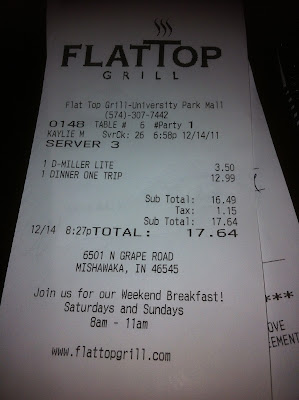 FLAT TOP
GRILL
Flat Top Grill-University Park Mall
(574)-307-7442
0148 TABLE # 6 #Party 1
KAYLIE M SvrCk: 26 6:58p 12/14/11
SERVER 3
1 D-MILLER LITE 3.50
1 DINNER ONE TRIP 12.99
Sub Total: 16.49
Tax: 1.15
Sub Total: 17.64
12/14 8:27p TOTAL: 17.64
6501 N GRAPE ROAD
MISHAWAKA, IN 46545
Join us for our Weekend Breakfast!
Saturdays and Sundays
8am - 11am
www.flattopgrill.com
***